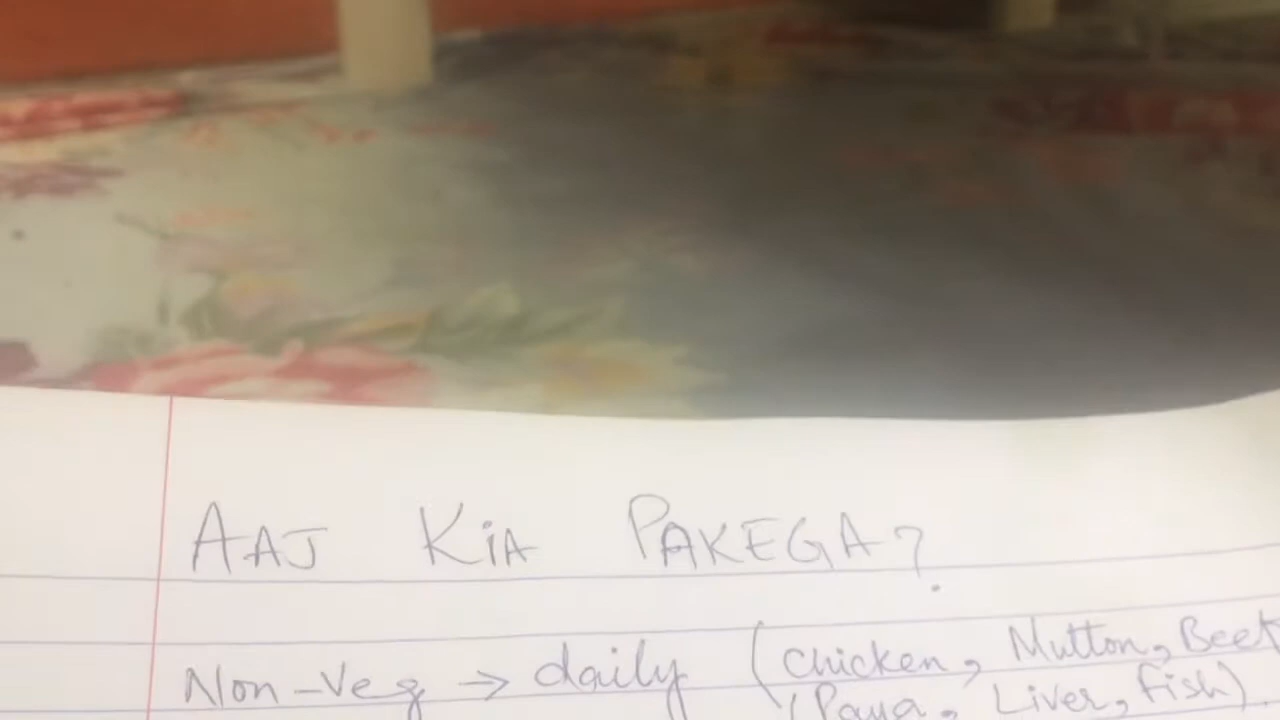 AAJ KiA PAKEGA?
Non-Veg → daily (chicken, Mutton, Beef
(Paya, Liver, fish).